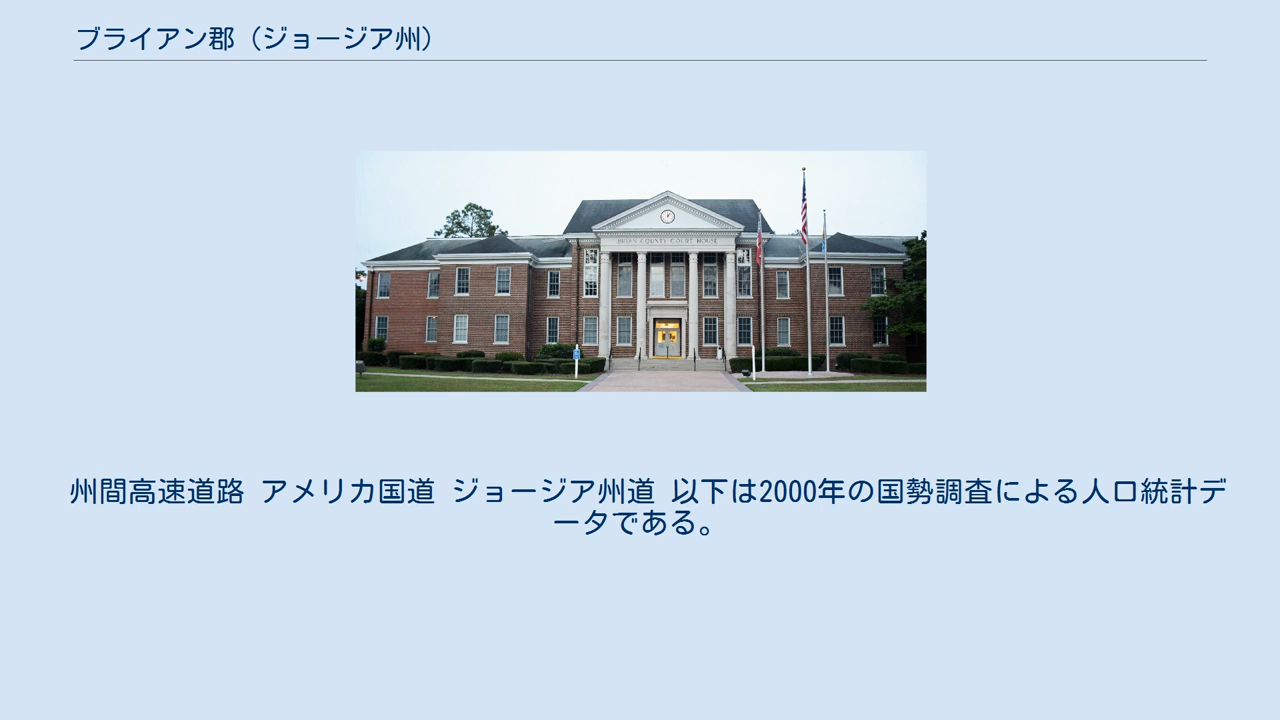 ブライアン郡（ジョージア州）
BRYAN COUNTY COURT HOUSE
州間高速道路 アメリカ国道 ジョージア州道 以下は2000年の国勢調査による人口統計デ
ータである。